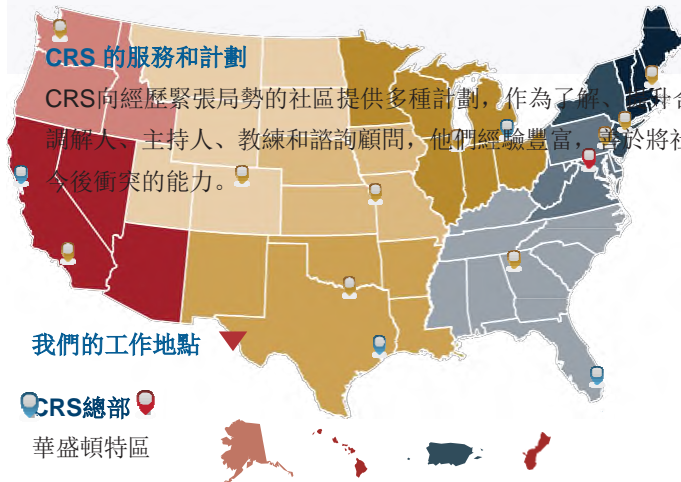 CRS 的服務和計劃
CRS向經歷緊張局勢的社區提供多種計劃，作為了解、
調解人、主持人、教練和諮詢顧問，他們經驗豐富，善於將社
今後衝突的能力。
我們的工作地點
CRS總部
華盛頓特區